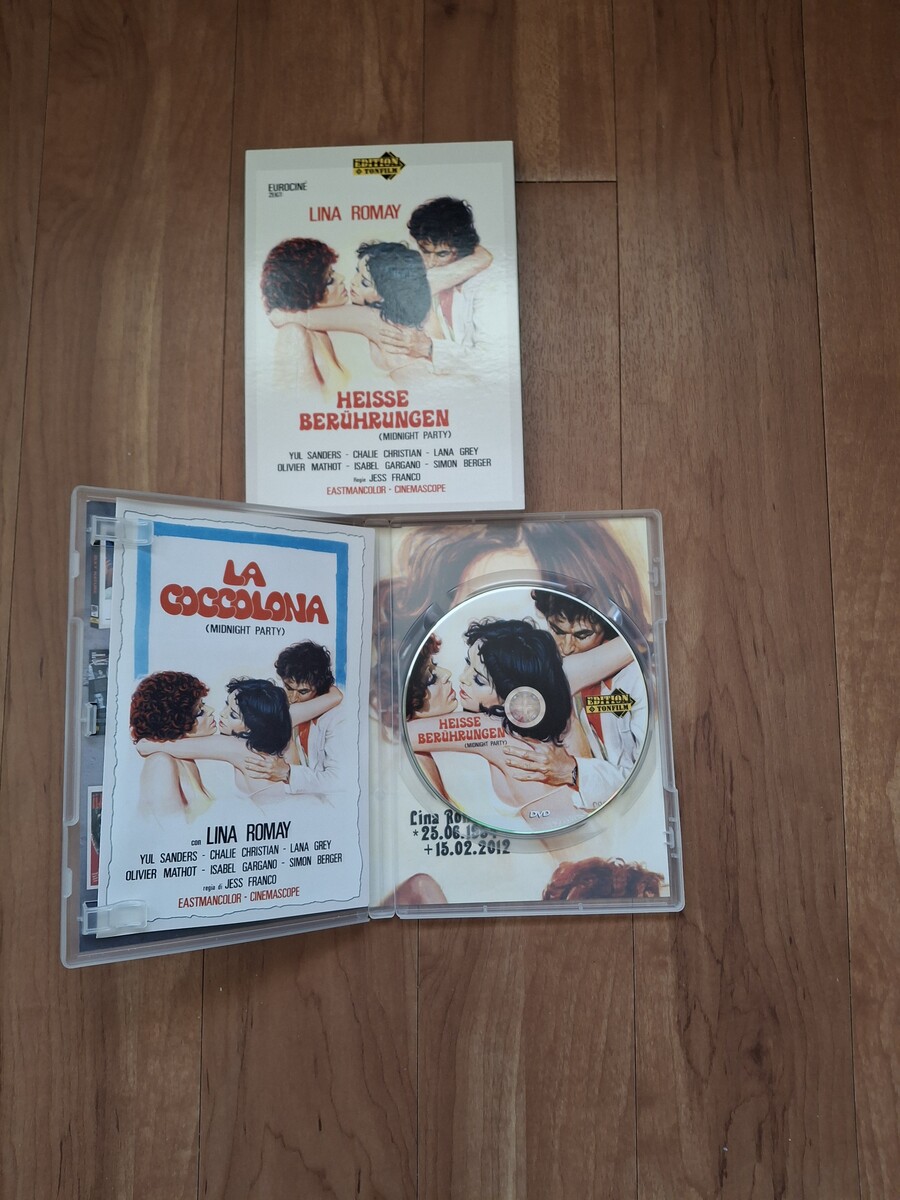 EDITION
TONFILM
EUROCINÉ
ZEIGT:
LINA ROMAY
HEISSE
BERÜHRUNGEN
(MIDNIGHT PARTY)
YUL SANDERS - CHALIE CHRISTIAN - LANA GREY
OLIVIER MATHOT - ISABEL GARGANO - SIMON BERGER
Regie JESS FRANCO
EASTMANCOLOR - CINEMASCOPE
LA
COCCOLONA
(MIDNIGHT PARTY)
con LINA ROMAY
YUL SANDERS - CHALIE CHRISTIAN - LANA GREY
OLIVIER MATHOT - ISABEL GARGANO - SIMON BERGER
regia di JESS FRANCO
EASTMANCOLOR - CINEMASCOPE
EDITION
TONFILM
HEISSE
BERÜHRUNGEN
(MIDNIGHT PARTY)
DVD
Lina
+15.02.2012